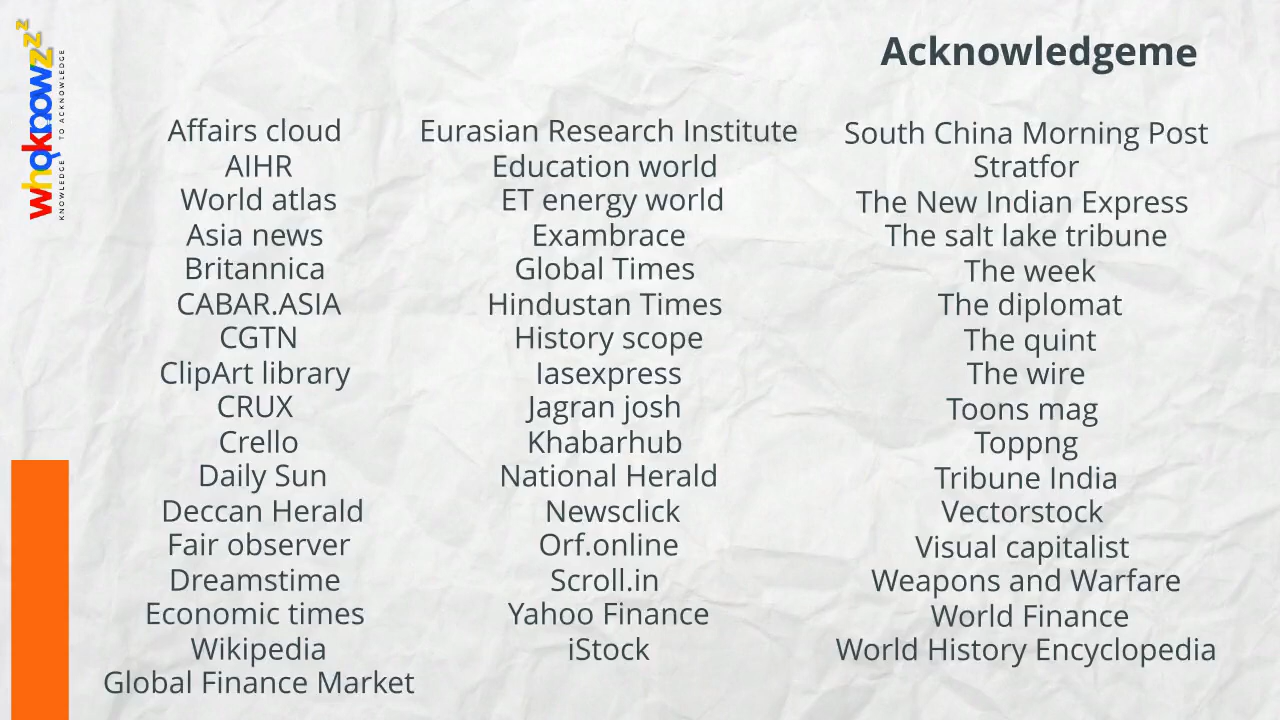 Acknowledgeme
whqknowzzz
KNOWLEDGE TO ACKNOWLEDGE
Affairs cloud
AIHR
World atlas
Asia news
Britannica
CABAR.ASIA
CGTN
ClipArt library
CRUX
Crello
Daily Sun
Deccan Herald
Fair observer
Dreamstime
Economic times
Wikipedia
Global Finance Market
Eurasian Research Institute
Education world
ET energy world
Exambrace
Global Times
Hindustan Times
History scope
Iasexpress
Jagran josh
Khabarhub
National Herald
Newsclick
Orf.online
Scroll.in
Yahoo Finance
iStock
South China Morning Post
Stratfor
The New Indian Express
The salt lake tribune
The week
The diplomat
The quint
The wire
Toons mag
Toppng
Tribune India
Vectorstock
Visual capitalist
Weapons and Warfare
World Finance
World History Encyclopedia